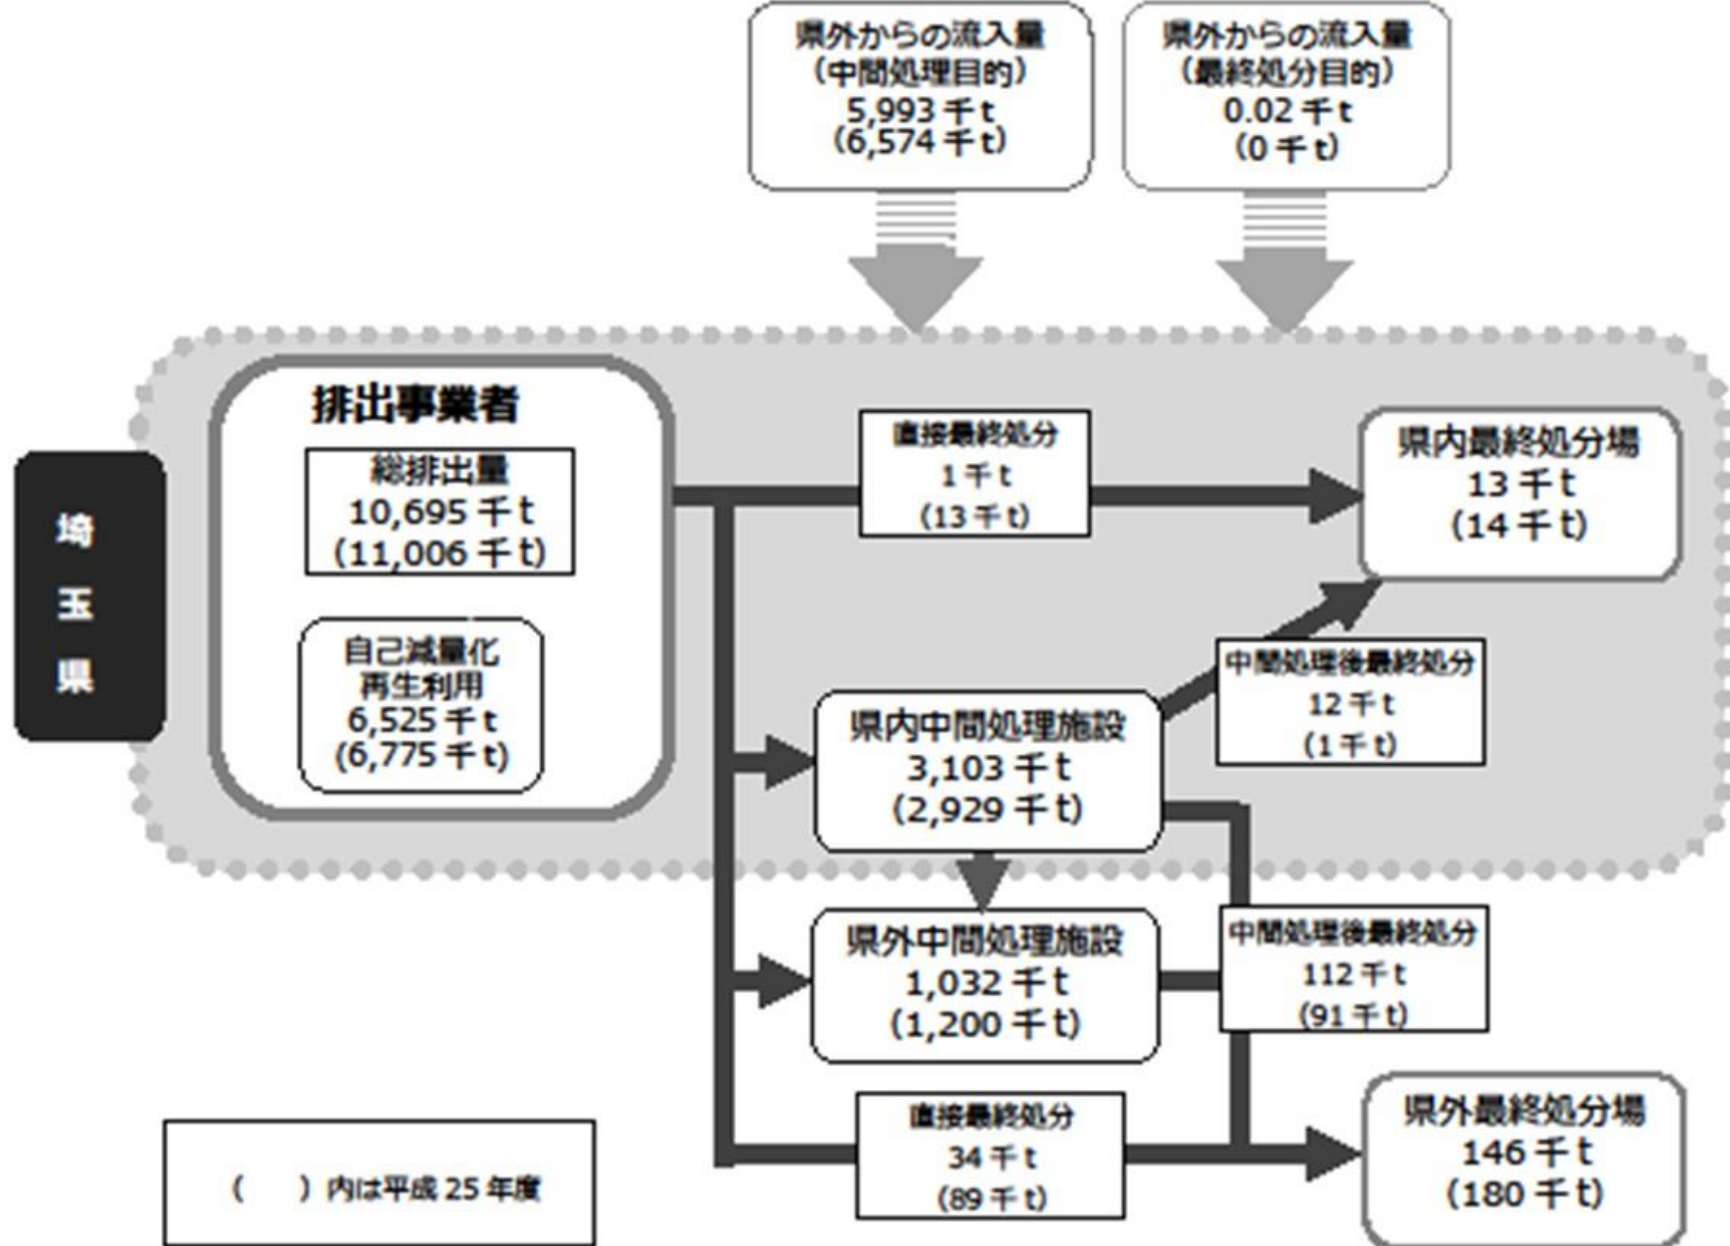 県外からの流入量
(中間処理目的)
5,993 千t
(6,574 千t)
県外からの流入量
(最終処分目的)
0.02 千t
(0 千t)
埼
玉
県
排出事業者
総排出量
10,695 千t
(11,006 千t)
自己減量化
再生利用
6,525 千t
(6,775 千t)
直接最終処分
1 千t
(13 千t)
県内最終処分場
13 千t
(14 千t)
中間処理後最終処分
12 千t
(1 千t)
県内中間処理施設
3,103 千t
(2,929 千t)
県外中間処理施設
1,032 千t
(1,200 千t)
中間処理後最終処分
112 千t
(91 千t)
直接最終処分
34 千t
(89 千t)
県外最終処分場
146 千t
(180 千t)
(　　)内は平成 25 年度